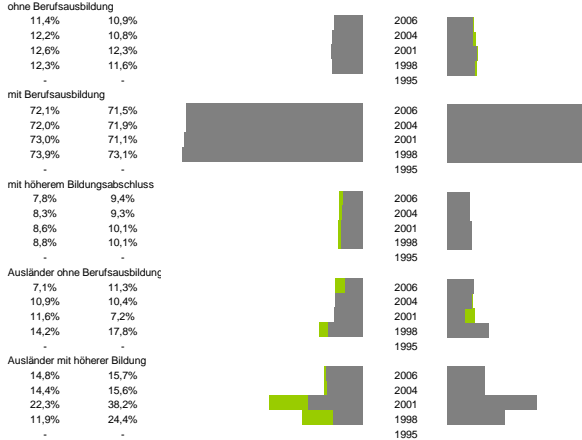 ohne Berufsausbildung
11,4% 10,9% 2006
12,2% 10,8% 2004
12,6% 12,3% 2001
12,3% 11,6% 1998
- - 1995
mit Berufsausbildung
72,1% 71,5% 2006
72,0% 71,9% 2004
73,0% 71,1% 2001
73,9% 73,1% 1998
- - 1995
mit höherem Bildungsabschluss
7,8% 9,4% 2006
8,3% 9,3% 2004
8,6% 10,1% 2001
8,8% 10,1% 1998
- - 1995
Ausländer ohne Berufsausbildung
7,1% 11,3% 2006
10,9% 10,4% 2004
11,6% 7,2% 2001
14,2% 17,8% 1998
- - 1995
Ausländer mit höherer Bildung
14,8% 15,7% 2006
14,4% 15,6% 2004
22,3% 38,2% 2001
11,9% 24,4% 1998
- - 1995